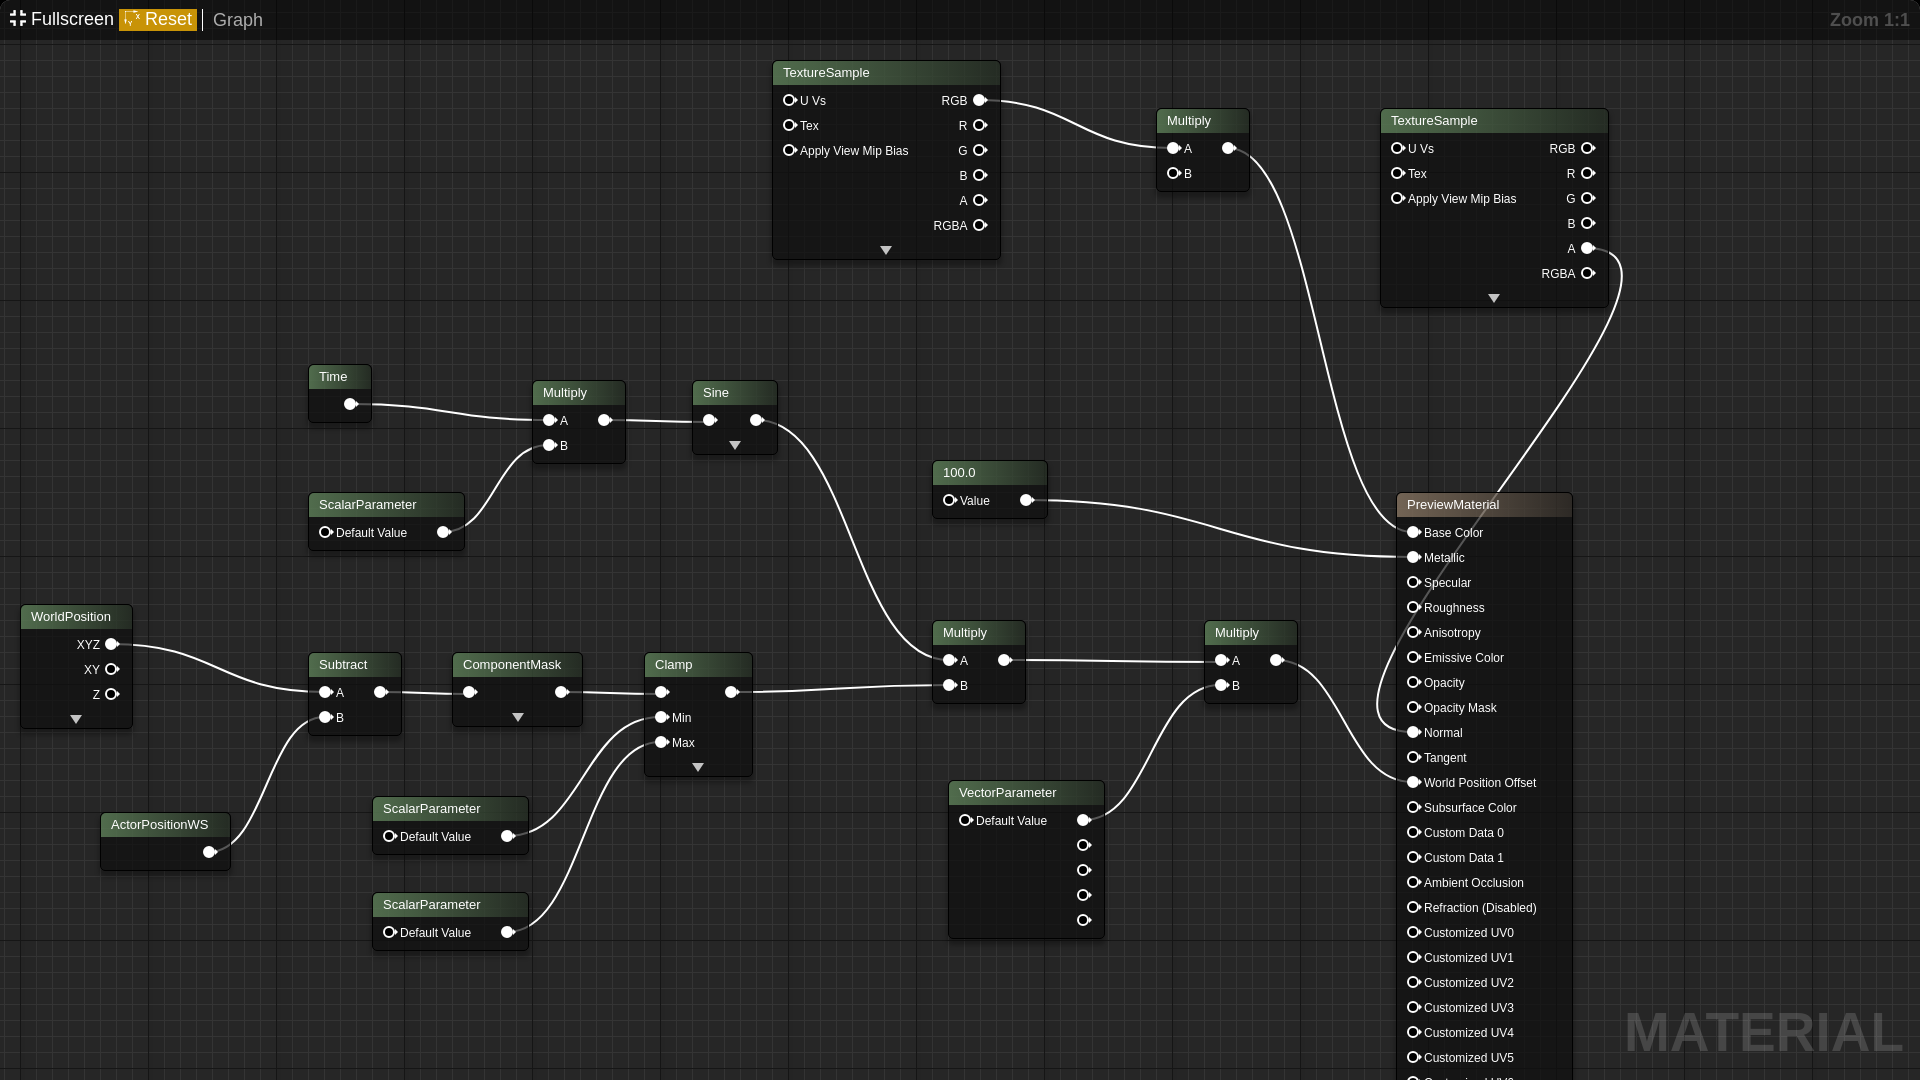 Fullscreen Reset Graph
Zoom 1:1
TextureSample
U Vs RGB
Tex R
Apply View Mip Bias G
B
A
RGBA
Multiply
A
B
TextureSample
U Vs RGB
Tex R
Apply View Mip Bias G
B
A
RGBA
Time
Multiply
A
B
Sine
ScalarParameter
Default Value
100.0
Value
WorldPosition
XYZ
XY
Z
Subtract
A
B
ComponentMask
Clamp
Min
Max
Multiply
A
B
Multiply
A
B
ActorPositionWS
ScalarParameter
Default Value
ScalarParameter
Default Value
VectorParameter
Default Value
PreviewMaterial
Base Color
Metallic
Specular
Roughness
Anisotropy
Emissive Color
Opacity
Opacity Mask
Normal
Tangent
World Position Offset
Subsurface Color
Custom Data 0
Custom Data 1
Ambient Occlusion
Refraction (Disabled)
Customized UV0
Customized UV1
Customized UV2
Customized UV3
Customized UV4
Customized UV5
MATERIAL